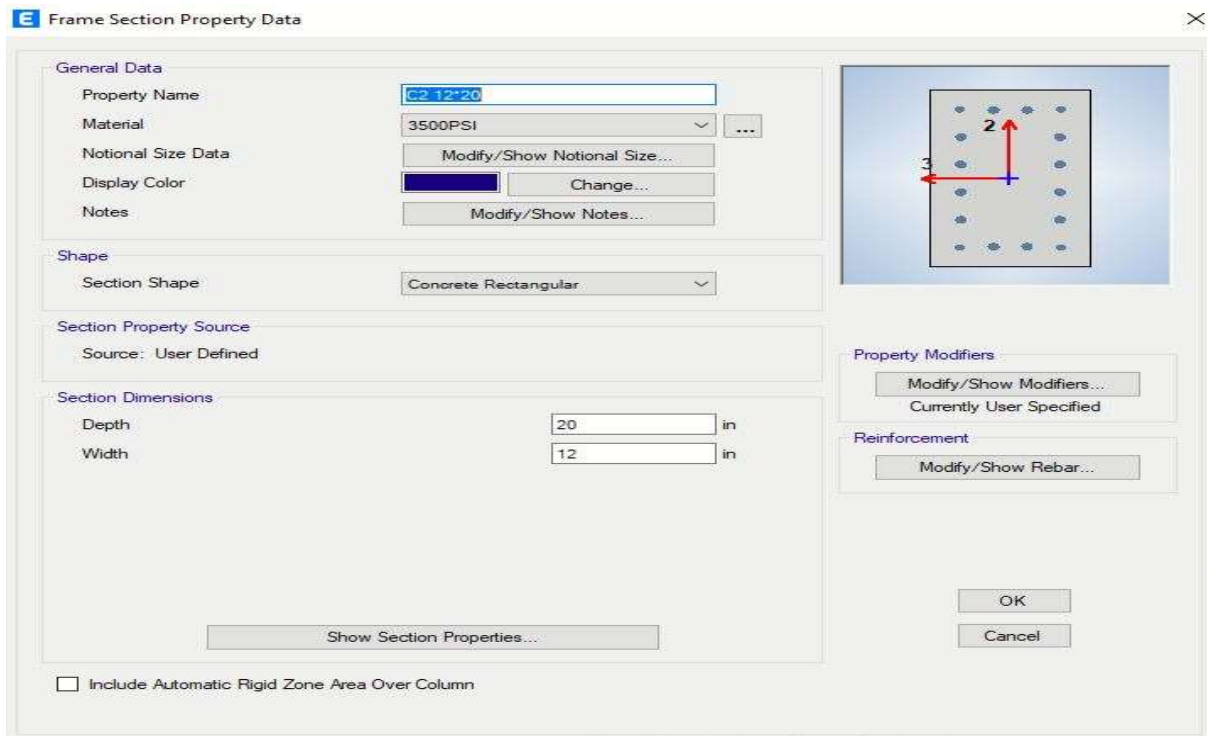 E Frame Section Property Data
General Data
Property Name C2 12*20
Material 3500PSI ...
Notional Size Data Modify/Show Notional Size...
Display Color Change...
Notes Modify/Show Notes...
Shape
Section Shape Concrete Rectangular
Section Property Source
Source: User Defined
Section Dimensions
Depth 20 in
Width 12 in
Show Section Properties...
Include Automatic Rigid Zone Area Over Column
2
3
Property Modifiers
Modify/Show Modifiers...
Currently User Specified
Reinforcement
Modify/Show Rebar...
OK
Cancel